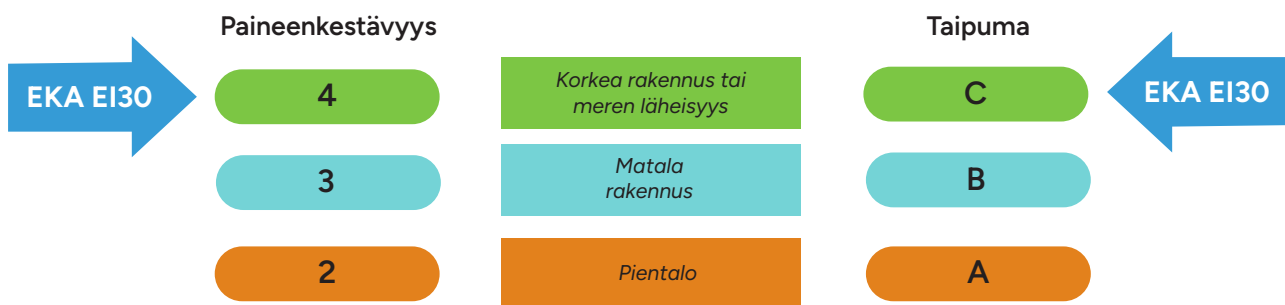 Paineenkestävyys
Taipuma
EKA EI30
4
Korkea rakennus tai
meren läheisyys
C
EKA EI30
3
Matala
rakennus
B
2
Pientalo
A